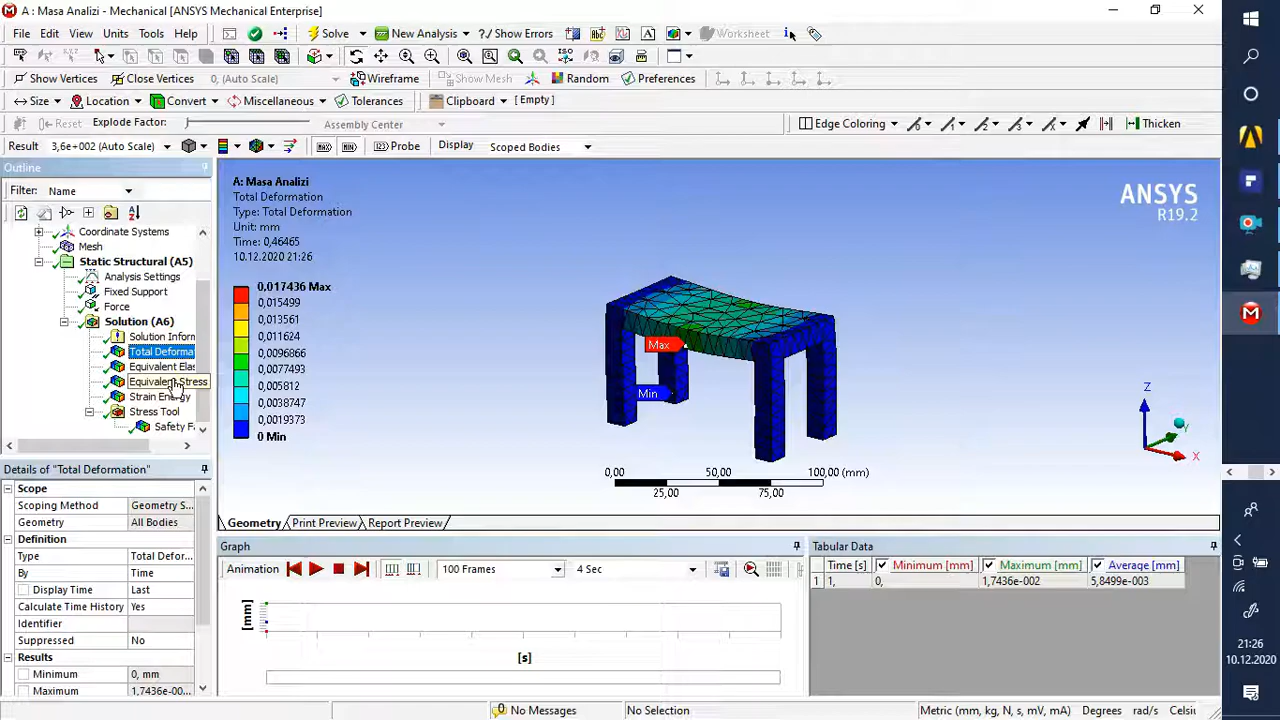 A : Masa Analizi - Mechanical [ANSYS Mechanical Enterprise]
File Edit View Units Tools Help Solve New Analysis ?/ Show Errors Worksheet
Show Vertices Close Vertices 0, (Auto Scale) Wireframe Show Mesh Random Preferences
Size Location Convert Miscellaneous Tolerances Clipboard [ Empty ]
Reset Explode Factor: Assembly Center Edge Coloring Thicken
Result 3,6e+002 (Auto Scale) Probe Display Scoped Bodies
Outline
Filter: Name
Coordinate Systems
Mesh
Static Structural (A5)
Analysis Settings
Fixed Support
Force
Solution (A6)
Solution Inform
Total Deforma
Equivalent Elas
Equivalent Stress
Strain Energy
Stress Tool
Safety Fa
A: Masa Analizi
Total Deformation
Type: Total Deformation
Unit: mm
Time: 0,46465
10.12.2020 21:26
0,017436 Max
0,015499
0,013561
0,011624
0,0096866
0,0077493
0,005812
0,0038747
0,0019373
0 Min
ANSYS
R19.2
Max
Min
Z
Y
X
0,00 50,00 100,00 (mm)
25,00 75,00
Geometry Print Preview Report Preview
Details of "Total Deformation"
Scope
Scoping Method Geometry S...
Geometry All Bodies
Definition
Type Total Defor...
By Time
Display Time Last
Calculate Time History Yes
Identifier
Suppressed No
Results
Minimum 0, mm
Maximum 1,7436e-00...
Graph
Animation 100 Frames 4 Sec
[mm]
[s]
Tabular Data
Time [s] Minimum [mm] Maximum [mm] Average [mm]
1 1, 0, 1,7436e-002 5,8499e-003
No Messages No Selection Metric (mm, kg, N, s, mV, mA) Degrees rad/s Celsi
21:26
10.12.2020